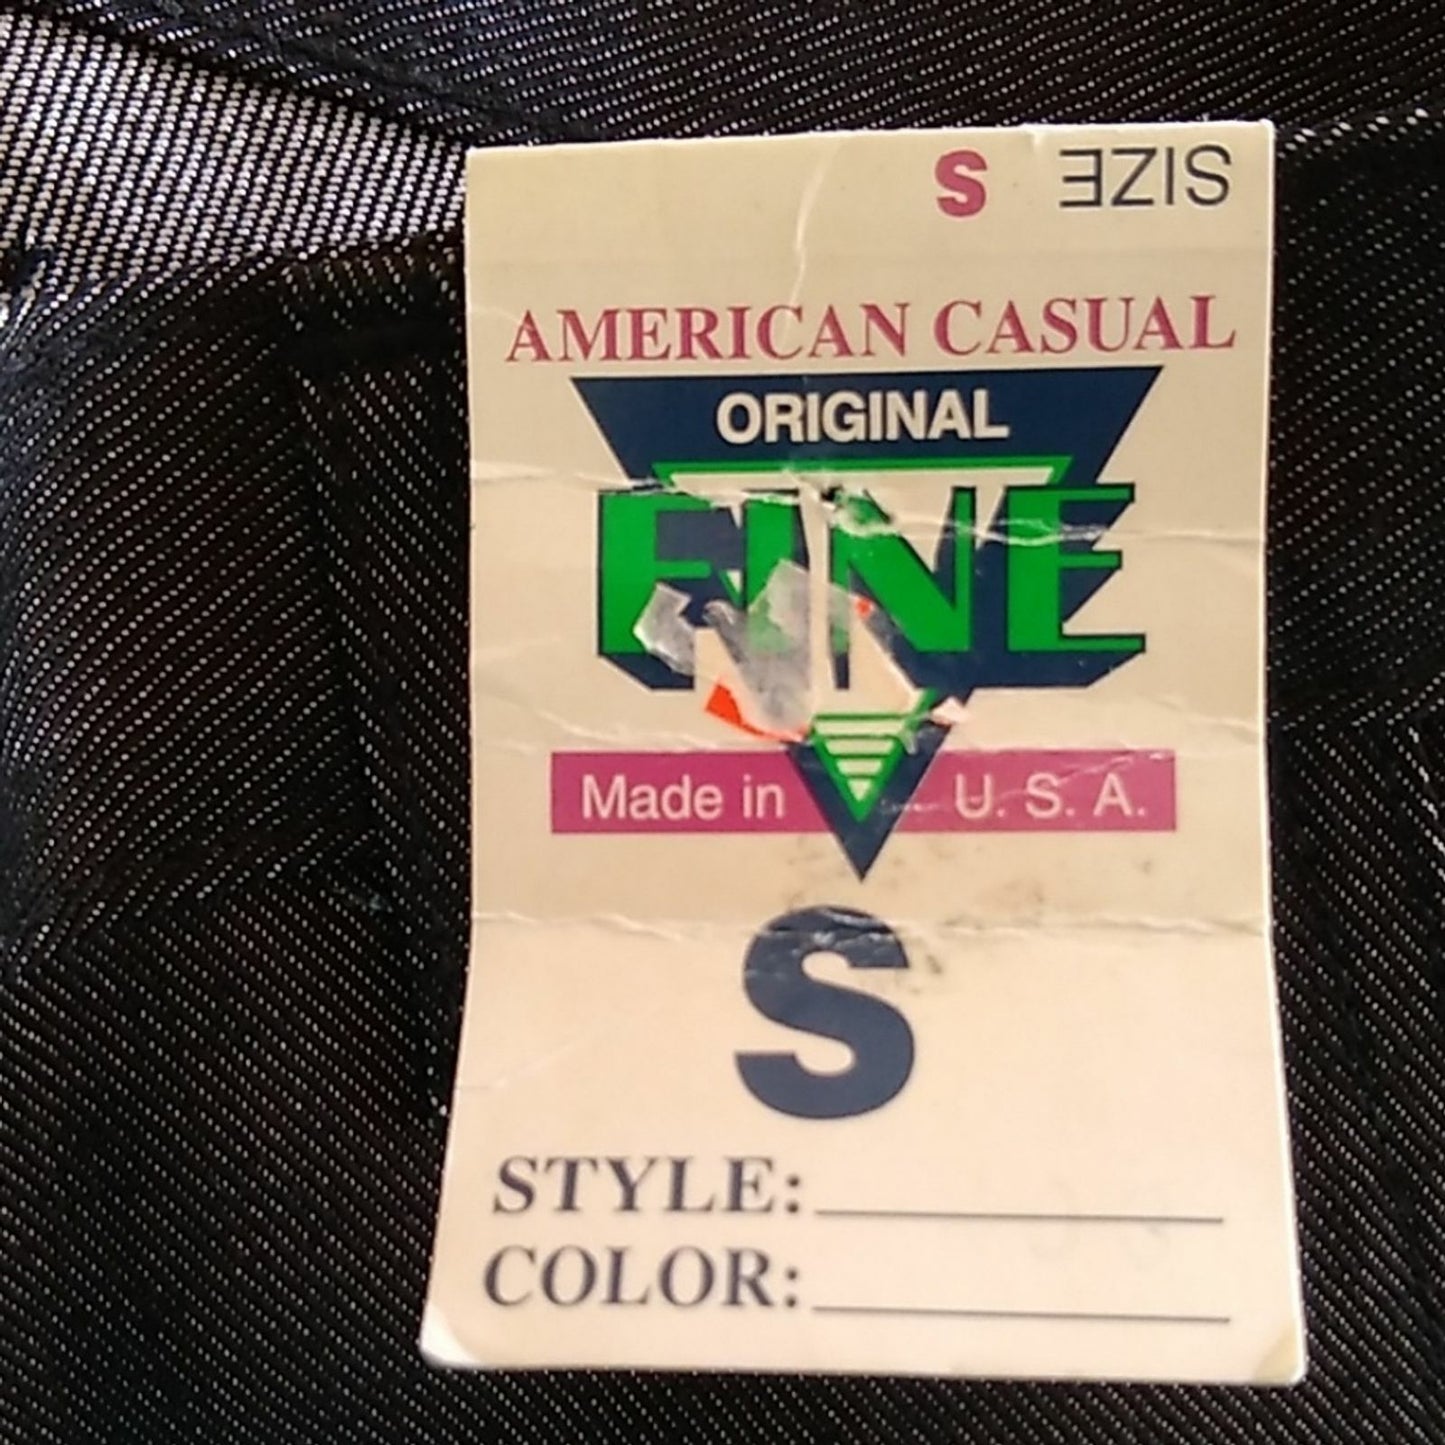 SIZE S
AMERICAN CASUAL
ORIGINAL
FINE
Made in U. S. A.
S
STYLE:
COLOR: